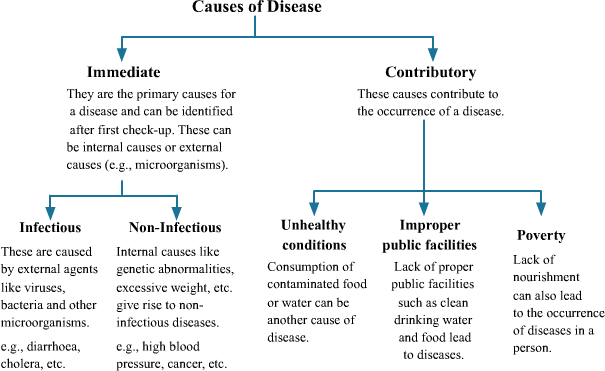 Causes of Disease
Immediate
They are the primary causes for
a disease and can be identified
after first check-up. These can
be internal causes or external
causes (e.g., microorganisms).
Contributory
These causes contribute to
the occurrence of a disease.
Infectious
These are caused
by external agents
like viruses,
bacteria and other
microorganisms.
e.g., diarrhoea,
cholera, etc.
Non-Infectious
Internal causes like
genetic abnormalities,
excessive weight, etc.
give rise to non-
infectious diseases.
e.g., high blood
pressure, cancer, etc.
Unhealthy
conditions
Consumption of
contaminated food
or water can be
another cause of
disease.
Improper
public facilities
Lack of proper
public facilities
such as clean
drinking water
and food lead
to diseases.
Poverty
Lack of
nourishment
can also lead
to the occurrence
of diseases in a
person.